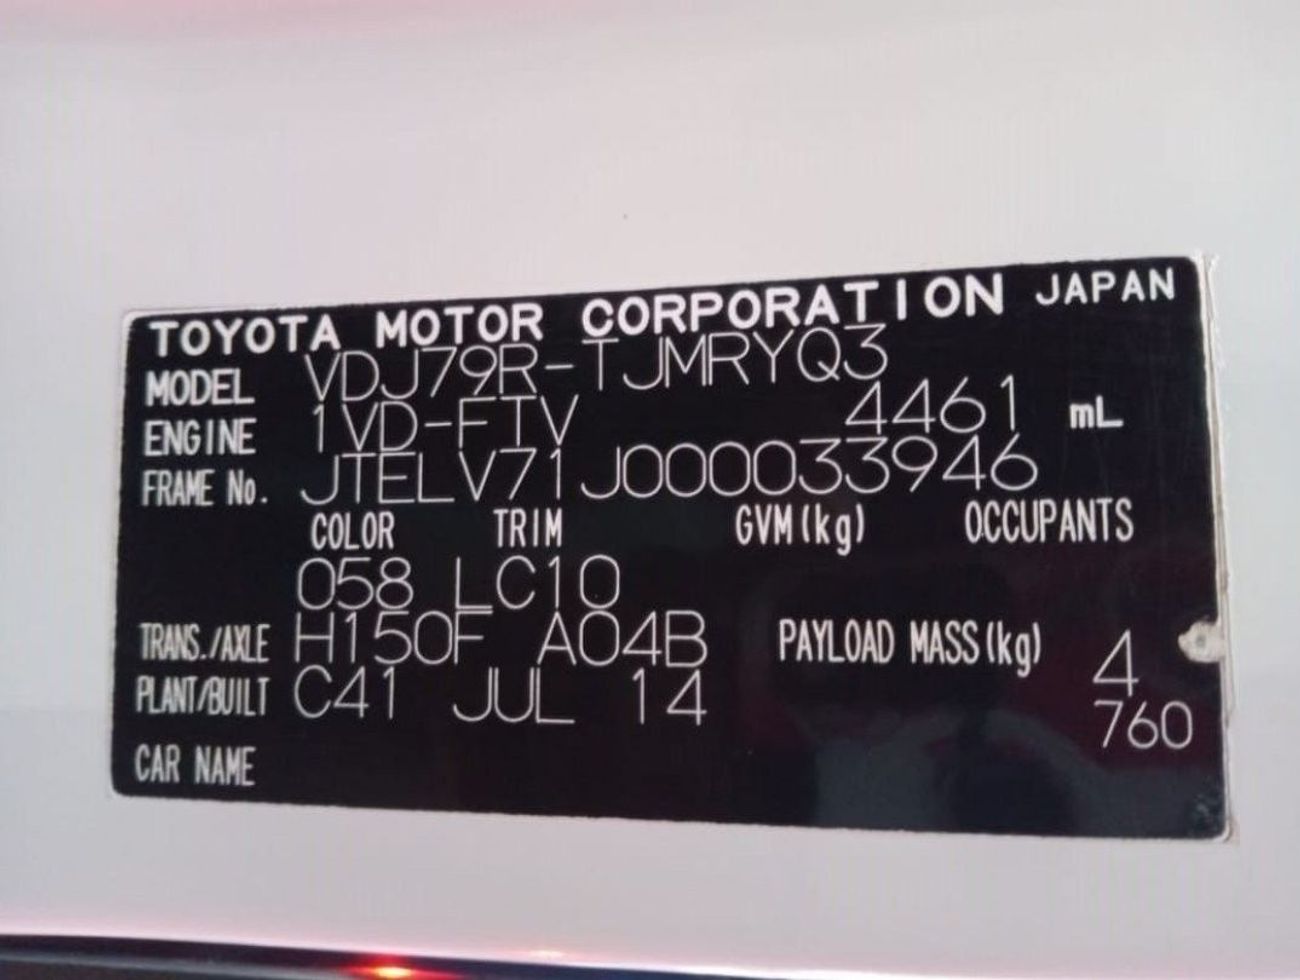 TOYOTA MOTOR CORPORATION JAPAN
MODEL VDJ79R-TJMRYQ3
ENGINE 1VD-FTV 4461 mL
FRAME No. JTELV71J000033946
COLOR TRIM GVM(kg) OCCUPANTS
058 LC10
TRANS./AXLE H150F A04B PAYLOAD MASS(kg) 4
PLANT/BUILT C41 JUL 14 760
CAR NAME